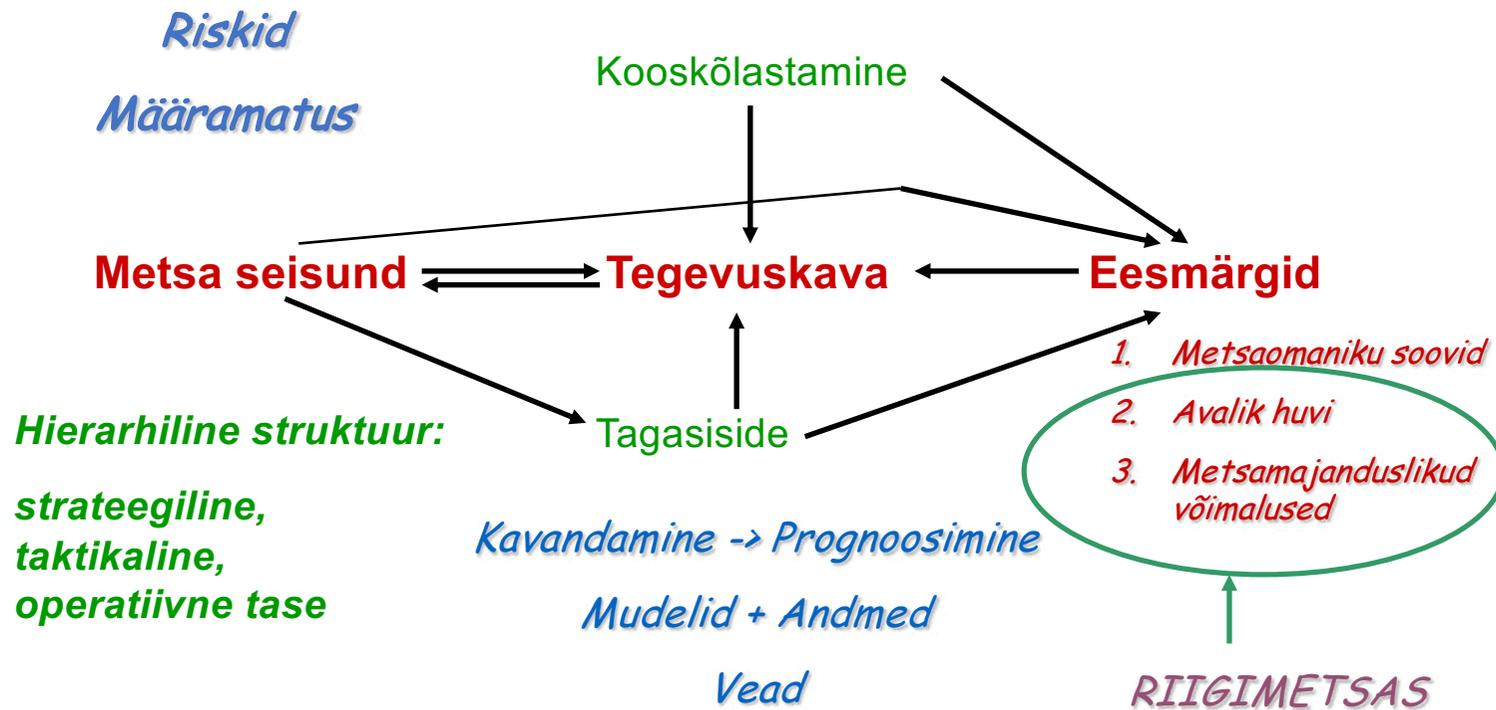 Riskid
Määramatus
Kooskõlastamine
Metsa seisund
Tegevuskava
Eesmärgid
1. Metsaomaniku soovid
2. Avalik huvi
3. Metsamajanduslikud
võimalused
Tagasiside
Hierarhiline struktuur:
strateegiline,
taktikaline,
operatiivne tase
Kavandamine -> Prognoosimine
Mudelid + Andmed
Vead
RIIGIMETSAS